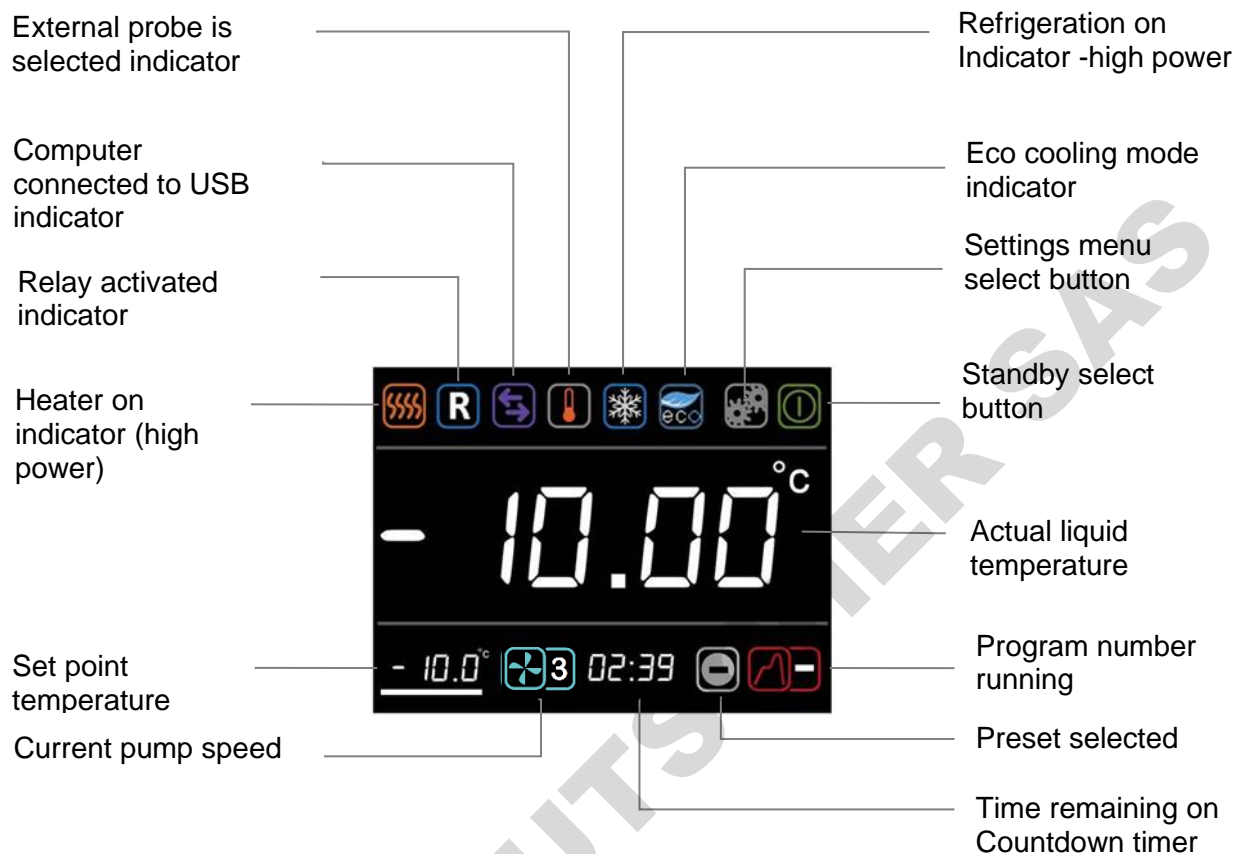 External probe is
selected indicator
Computer
connected to USB
indicator
Relay activated
indicator
Heater on
indicator (high
power)
Set point
temperature
Current pump speed
Refrigeration on
Indicator -high power
Eco cooling mode
indicator
Settings menu
select button
Standby select
button
Actual liquid
temperature
Program number
running
Preset selected
Time remaining on
Countdown timer
R
eco
- 10.00 °C
- 10.0 °C
3
02:39
-
SAS